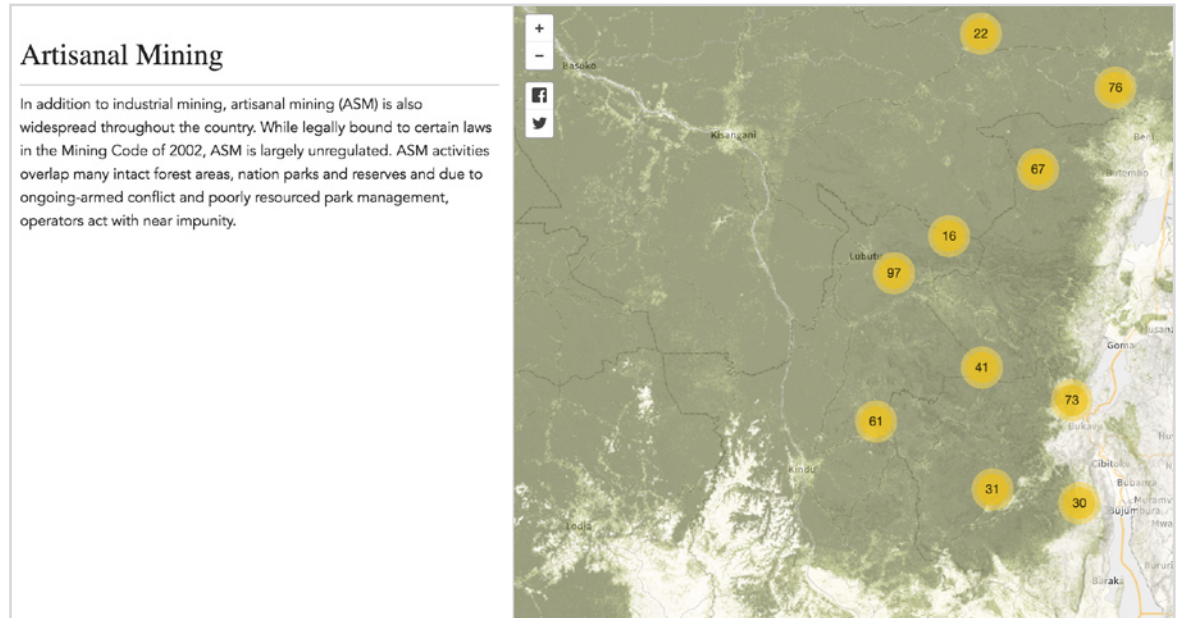 Artisanal Mining
In addition to industrial mining, artisanal mining (ASM) is also
widespread throughout the country. While legally bound to certain laws
in the Mining Code of 2002, ASM is largely unregulated. ASM activities
overlap many intact forest areas, nation parks and reserves and due to
ongoing-armed conflict and poorly resourced park management,
operators act with near impunity.
+
−
22
Basoko
76
Kisangani
Beni
67
Butembo
16
Lubutu
97
Goma
41
73
61
Bukavu
Cibitoke
Kindu
Bubanza
31
30
Bujumbura
Lodja
Baraka